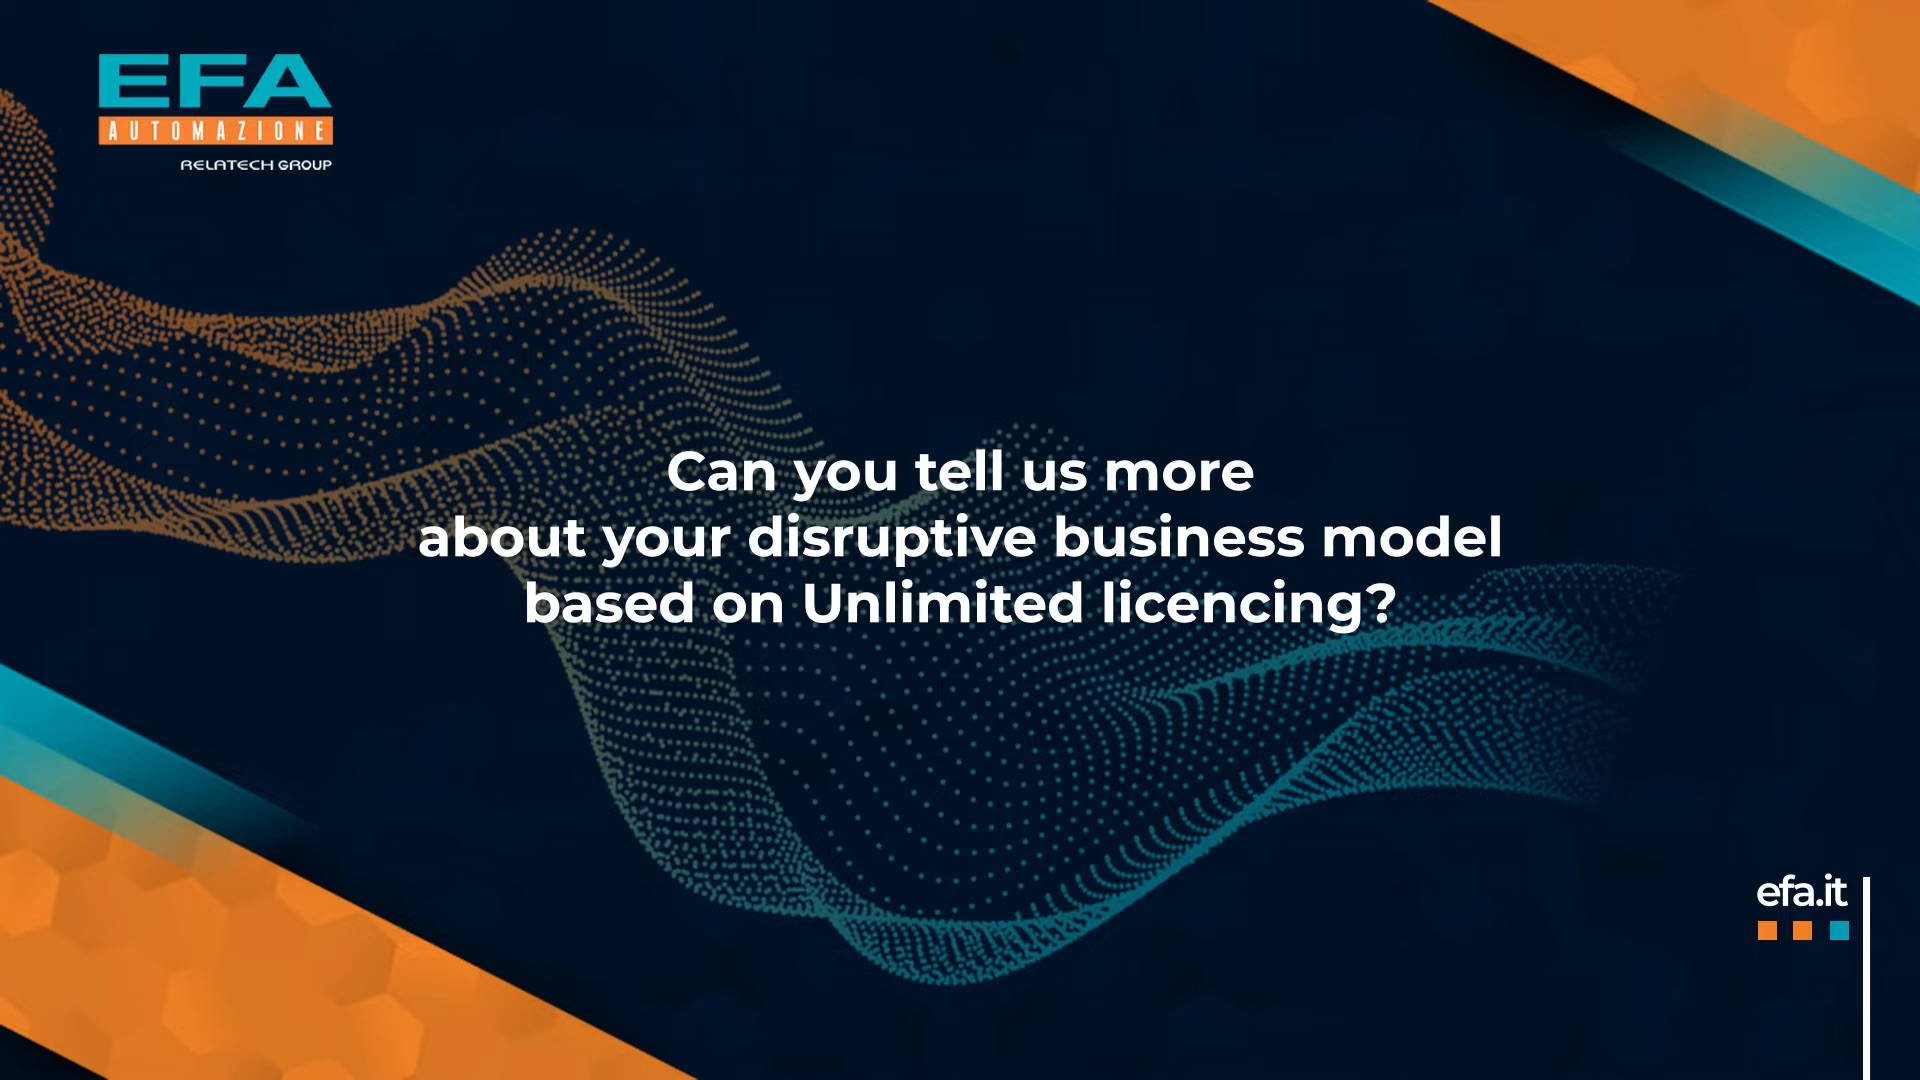 EFA
AUTOMAZIONE
RELATECH GROUP
Can you tell us more
about your disruptive business model
based on Unlimited licencing?
efa.it